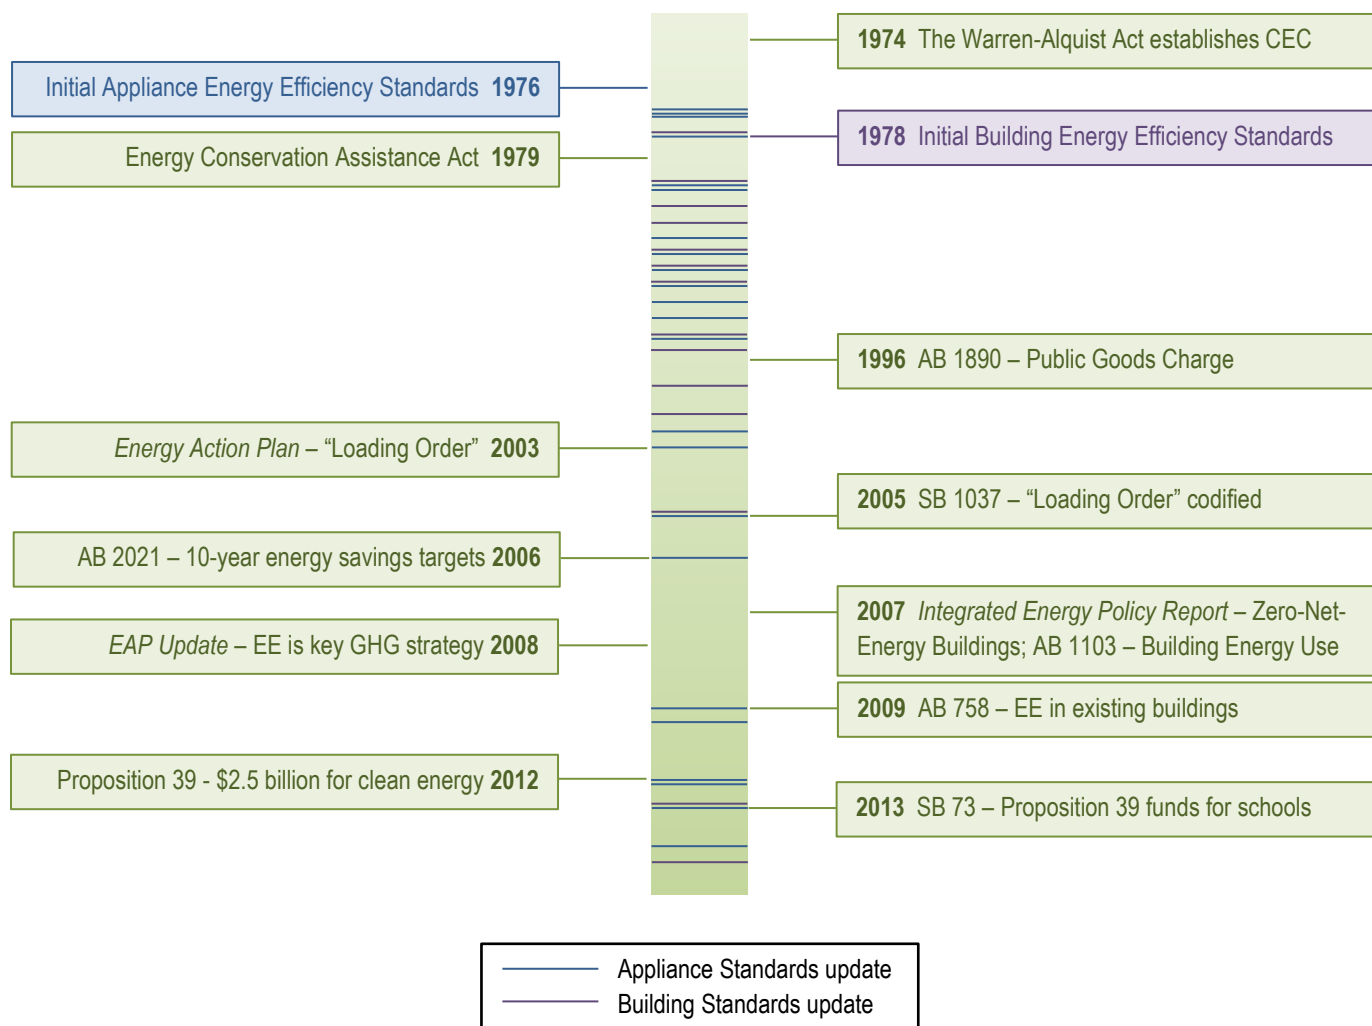 1974 The Warren-Alquist Act establishes CEC
Initial Appliance Energy Efficiency Standards 1976
1978 Initial Building Energy Efficiency Standards
Energy Conservation Assistance Act 1979
1996 AB 1890 – Public Goods Charge
Energy Action Plan – “Loading Order” 2003
2005 SB 1037 – “Loading Order” codified
AB 2021 – 10-year energy savings targets 2006
2007 Integrated Energy Policy Report – Zero-Net-
Energy Buildings; AB 1103 – Building Energy Use
EAP Update – EE is key GHG strategy 2008
2009 AB 758 – EE in existing buildings
Proposition 39 - $2.5 billion for clean energy 2012
2013 SB 73 – Proposition 39 funds for schools
Appliance Standards update
Building Standards update